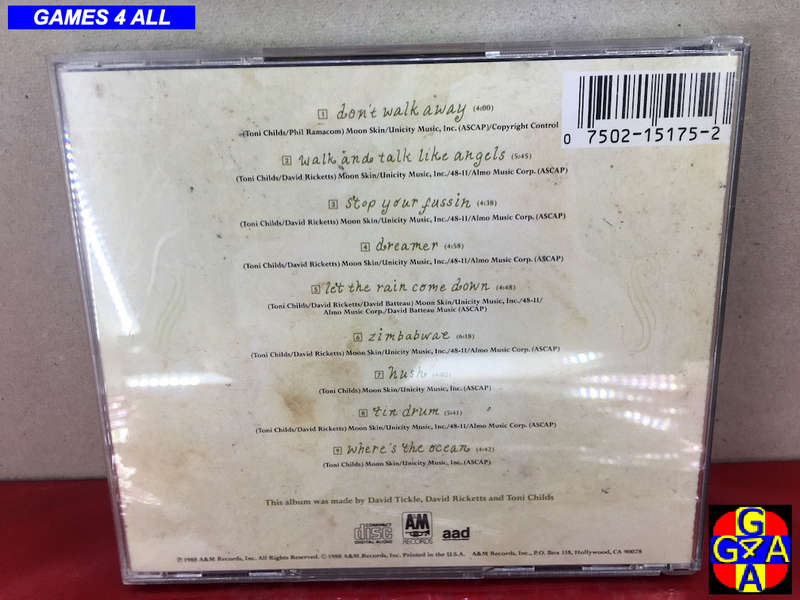 GAMES 4 ALL
1 don't walk away (4:00)
(Toni Childs/Phil Ramacom) Moon Skin/Unicity Music, Inc. (ASCAP)/Copyright Control
0 7502-15175-2
2 walk and talk like angels (5:45)
(Toni Childs/David Ricketts) Moon Skin/Unicity Music, Inc./48-11/Almo Music Corp. (ASCAP)
3 stop your fussin (4:38)
(Toni Childs/David Ricketts) Moon Skin/Unicity Music, Inc./48-11/Almo Music Corp. (ASCAP)
4 dreamer (4:58)
(Toni Childs/David Ricketts) Moon Skin/Unicity Music, Inc./48-11/Almo Music Corp. (ASCAP)
5 let the rain come down (4:48)
(Toni Childs/David Ricketts/David Batteau) Moon Skin/Unicity Music, Inc./48-11/
Almo Music Corp./David Batteau Music (ASCAP)
6 zimbabwae (6:18)
(Toni Childs/David Ricketts) Moon Skin/Unicity Music, Inc./48-11/Almo Music Corp. (ASCAP)
7 hush
(Toni Childs) Moon Skin/Unicity Music, Inc. (ASCAP)
8 tin drum (5:41)
(Toni Childs/David Ricketts) Moon Skin/Unicity Music, Inc./48-11/Almo Music Corp. (ASCAP)
9 where's the ocean (4:42)
(Toni Childs) Moon Skin/Unicity Music, Inc. (ASCAP)
This album was made by David Tickle, David Ricketts and Toni Childs
COMPACT disc DIGITAL AUDIO
A&M RECORDS
aad
℗ 1988 A&M Records, Inc. All Rights Reserved. © 1988 A&M Records, Inc. Printed in the U.S.A. A&M Records, Inc., P.O. Box 118, Hollywood, CA 90078
G
G4A
A